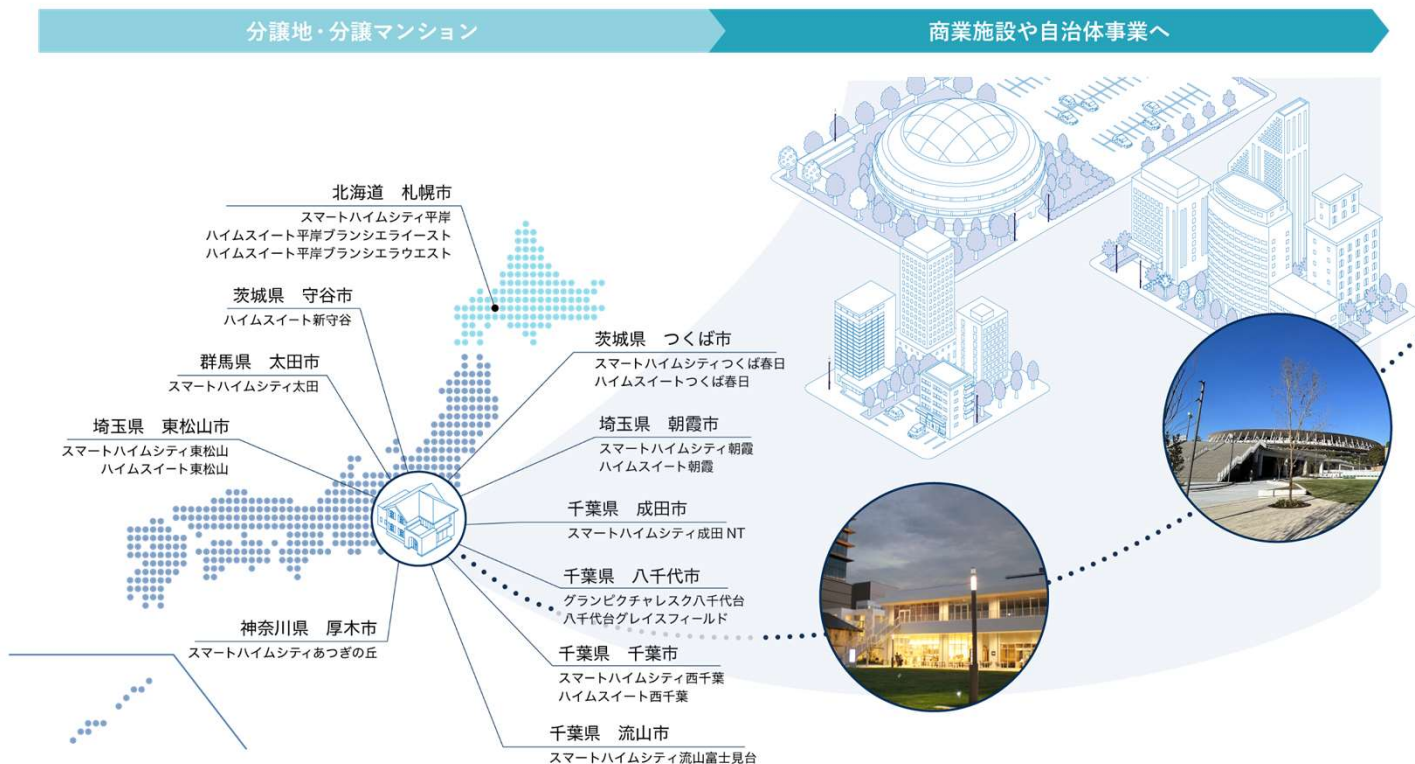 分譲地・分譲マンション
商業施設や自治体事業へ
北海道　札幌市
スマートハイムシティ平岸
ハイムスイート平岸ブランシエライースト
ハイムスイート平岸ブランシエラウエスト
茨城県　守谷市
ハイムスイート新守谷
群馬県　太田市
スマートハイムシティ太田
埼玉県　東松山市
スマートハイムシティ東松山
ハイムスイート東松山
神奈川県　厚木市
スマートハイムシティあつぎの丘
茨城県　つくば市
スマートハイムシティつくば春日
ハイムスイートつくば春日
埼玉県　朝霞市
スマートハイムシティ朝霞
ハイムスイート朝霞
千葉県　成田市
スマートハイムシティ成田 NT
千葉県　八千代市
グランピクチャレスク八千代台
八千代台グレイスフィールド
千葉県　千葉市
スマートハイムシティ西千葉
ハイムスイート西千葉
千葉県　流山市
スマートハイムシティ流山富士見台